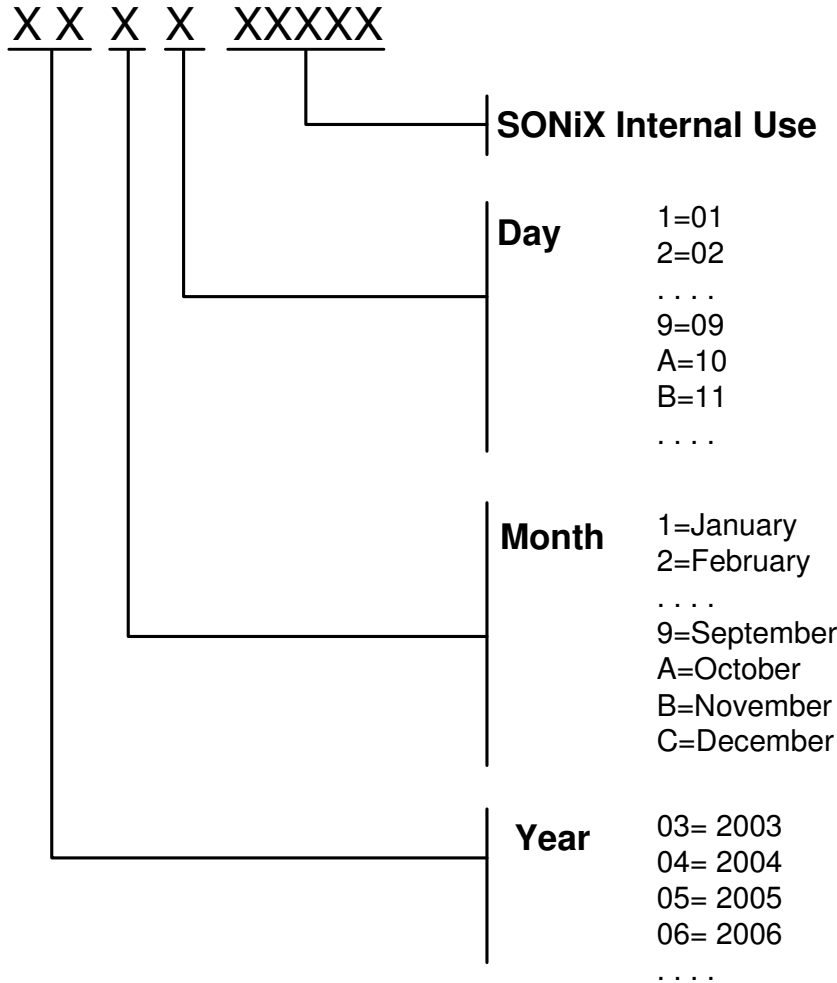 X X X X XXXXX
SONiX Internal Use
Day
1=01
2=02
. . . .
9=09
A=10
B=11
. . . .
Month
1=January
2=February
. . . .
9=September
A=October
B=November
C=December
Year
03= 2003
04= 2004
05= 2005
06= 2006
. . . .